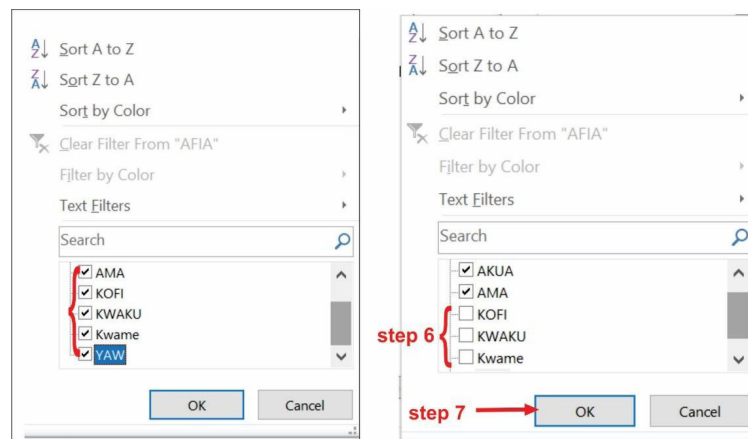 Sort A to Z
Sort Z to A
Sort by Color
Clear Filter From "AFIA"
Filter by Color
Text Filters
Search
AMA
KOFI
KWAKU
Kwame
YAW
OK Cancel
Sort A to Z
Sort Z to A
Sort by Color
Clear Filter From "AFIA"
Filter by Color
Text Filters
Search
AKUA
AMA
KOFI
step 6 KWAKU
Kwame
step 7 OK Cancel